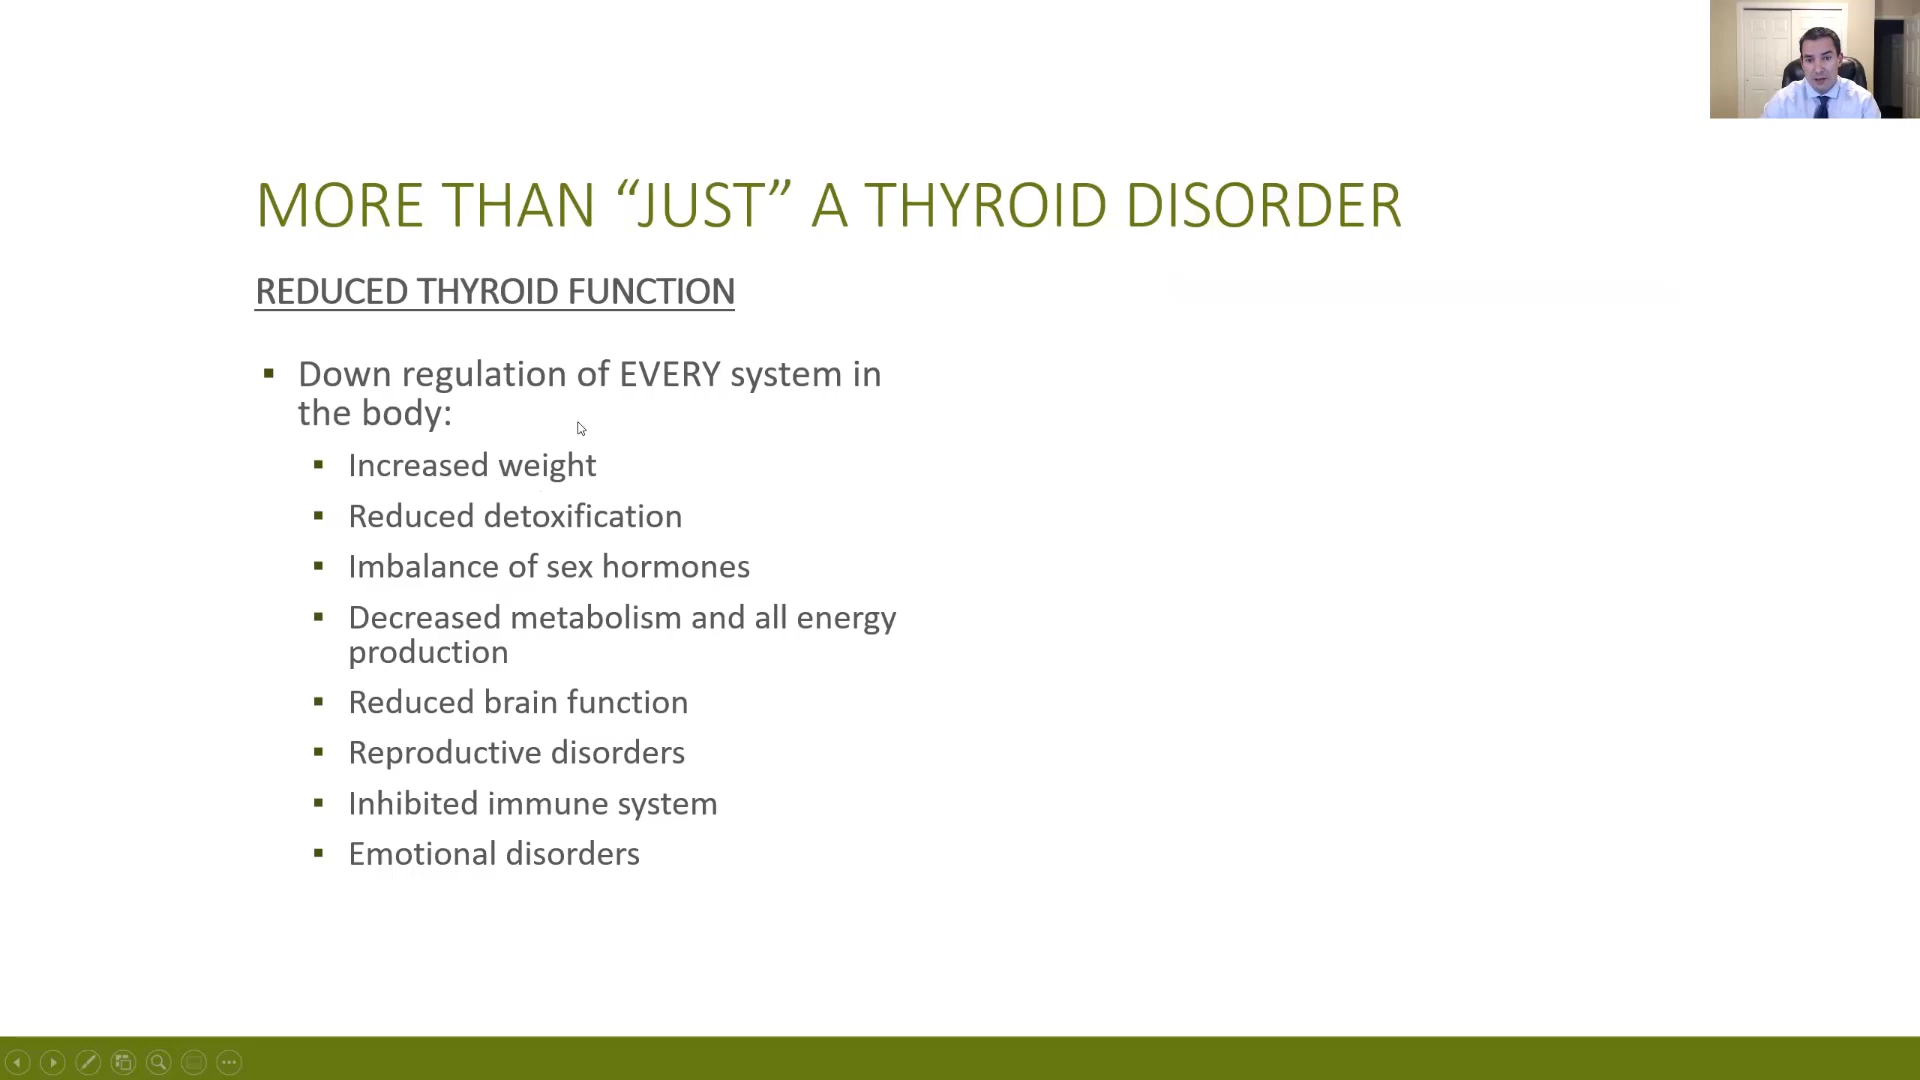 MORE THAN “JUST” A THYROID DISORDER
REDUCED THYROID FUNCTION
▪ Down regulation of EVERY system in
the body:
▪ Increased weight
▪ Reduced detoxification
▪ Imbalance of sex hormones
▪ Decreased metabolism and all energy
production
▪ Reduced brain function
▪ Reproductive disorders
▪ Inhibited immune system
▪ Emotional disorders